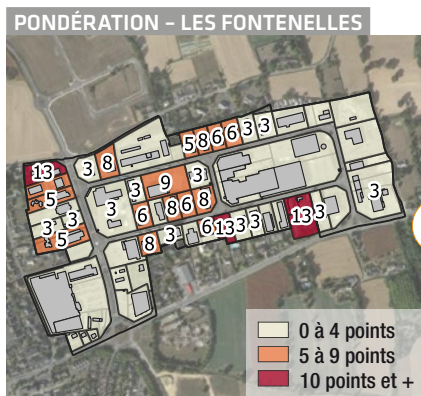 PONDÉRATION – LES FONTENELLES
5 8 6 6 3 3
13 3 8
5 3 9 3
3 3 6 8 6 8 3
3 5 8 3 6 13 3 3 13 3
0 à 4 points
5 à 9 points
10 points et +